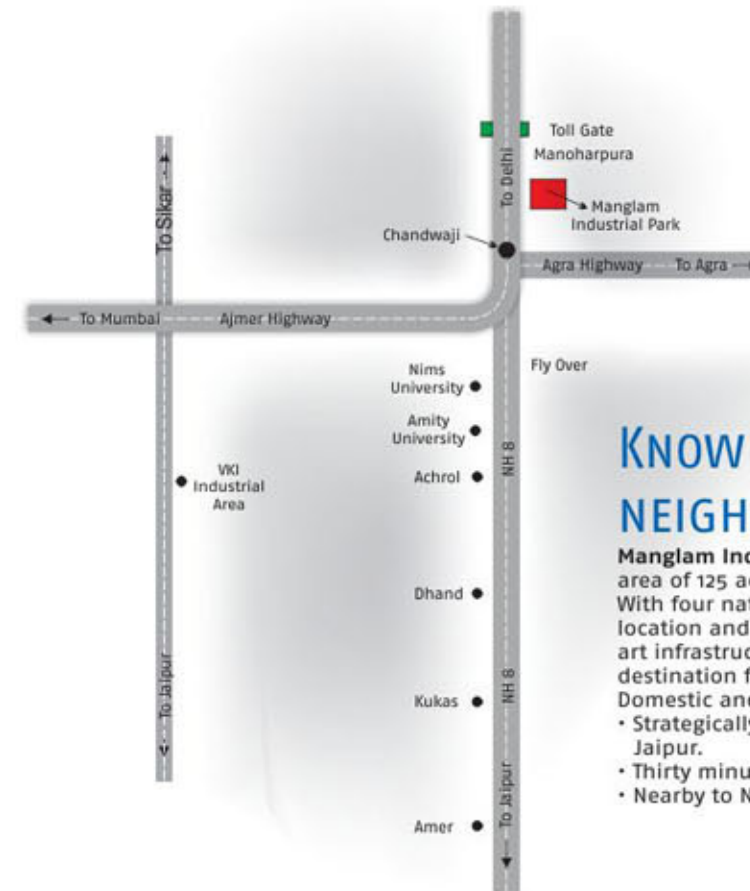 Toll Gate
Manoharpura
To Delhi
Manglam
Industrial Park
To Sikar
Chandwaji
Agra Highway
To Agra
To Mumbai
Ajmer Highway
Fly Over
Nims
University
Amity
University
NH 8
Achrol
VKI
Industrial
Area
Dhand
NH 8
Kukas
To Jaipur
To Jaipur
Amer
KNOW
NEIGH
Manglam Ind
area of 125 a
With four nat
location and
art infrastruc
destination f
Domestic and
• Strategically
Jaipur.
• Thirty minu
• Nearby to N